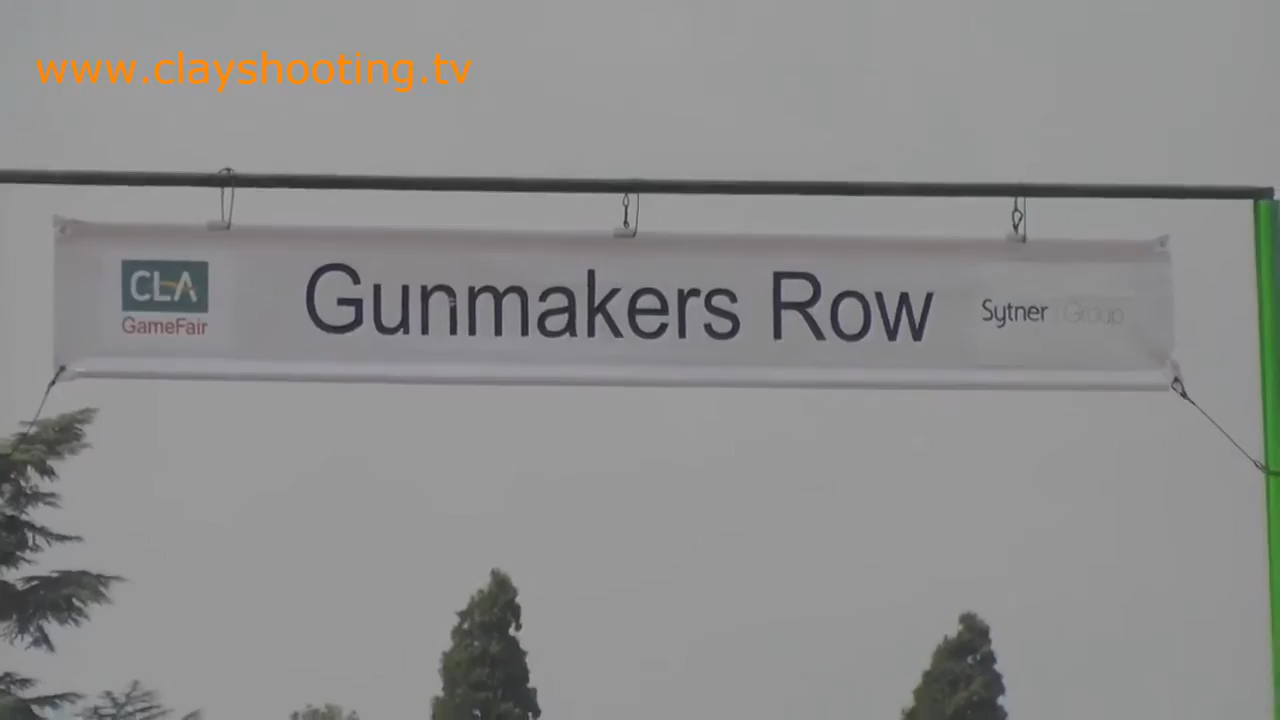 www.clayshooting.tv
CLA
GameFair
Gunmakers Row
Sytner Group